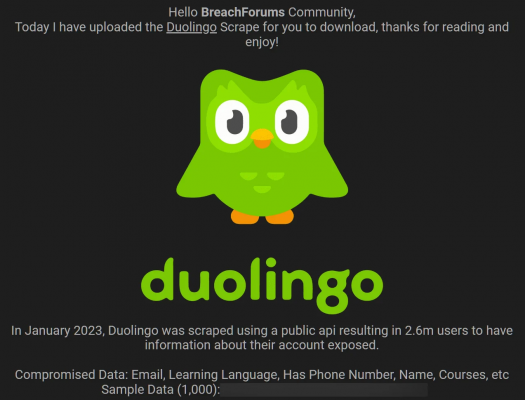 Hello BreachForums Community,
Today I have uploaded the Duolingo Scrape for you to download, thanks for reading and
enjoy!
duolingo
In January 2023, Duolingo was scraped using a public api resulting in 2.6m users to have
information about their account exposed.
Compromised Data: Email, Learning Language, Has Phone Number, Name, Courses, etc
Sample Data (1,000):